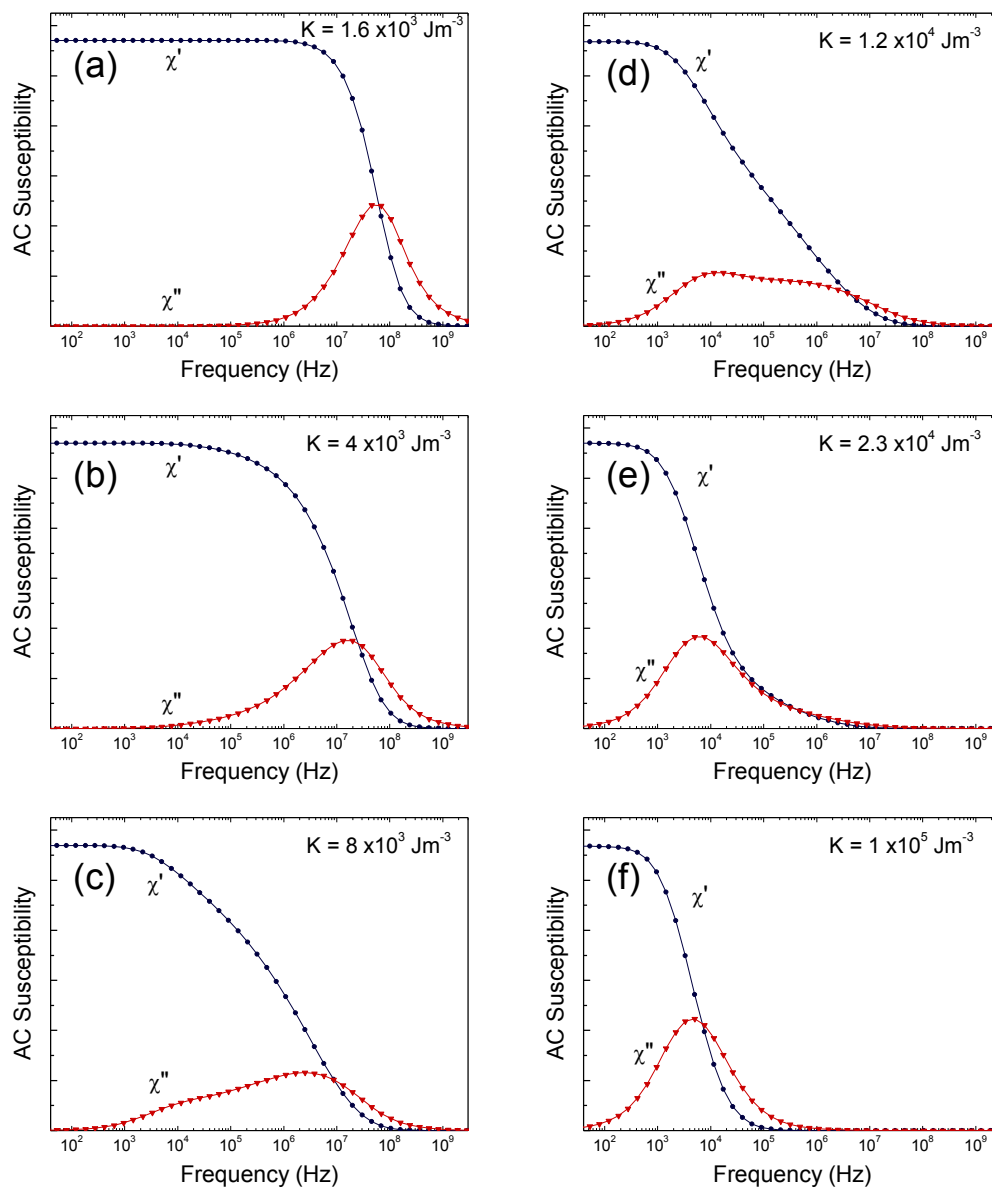 (a)
K = 1.6 x10³ Jm⁻³
χ'
χ"
AC Susceptibility
10² 10³ 10⁴ 10⁵ 10⁶ 10⁷ 10⁸ 10⁹
Frequency (Hz)
(b)
K = 4 x10³ Jm⁻³
χ'
χ"
AC Susceptibility
10² 10³ 10⁴ 10⁵ 10⁶ 10⁷ 10⁸ 10⁹
Frequency (Hz)
(c)
K = 8 x10³ Jm⁻³
χ'
χ"
AC Susceptibility
10² 10³ 10⁴ 10⁵ 10⁶ 10⁷ 10⁸ 10⁹
Frequency (Hz)
(d)
K = 1.2 x10⁴ Jm⁻³
χ'
χ"
AC Susceptibility
10² 10³ 10⁴ 10⁵ 10⁶ 10⁷ 10⁸ 10⁹
Frequency (Hz)
(e)
K = 2.3 x10⁴ Jm⁻³
χ'
χ"
AC Susceptibility
10² 10³ 10⁴ 10⁵ 10⁶ 10⁷ 10⁸ 10⁹
Frequency (Hz)
(f)
K = 1 x10⁵ Jm⁻³
χ'
χ"
AC Susceptibility
10² 10³ 10⁴ 10⁵ 10⁶ 10⁷ 10⁸ 10⁹
Frequency (Hz)